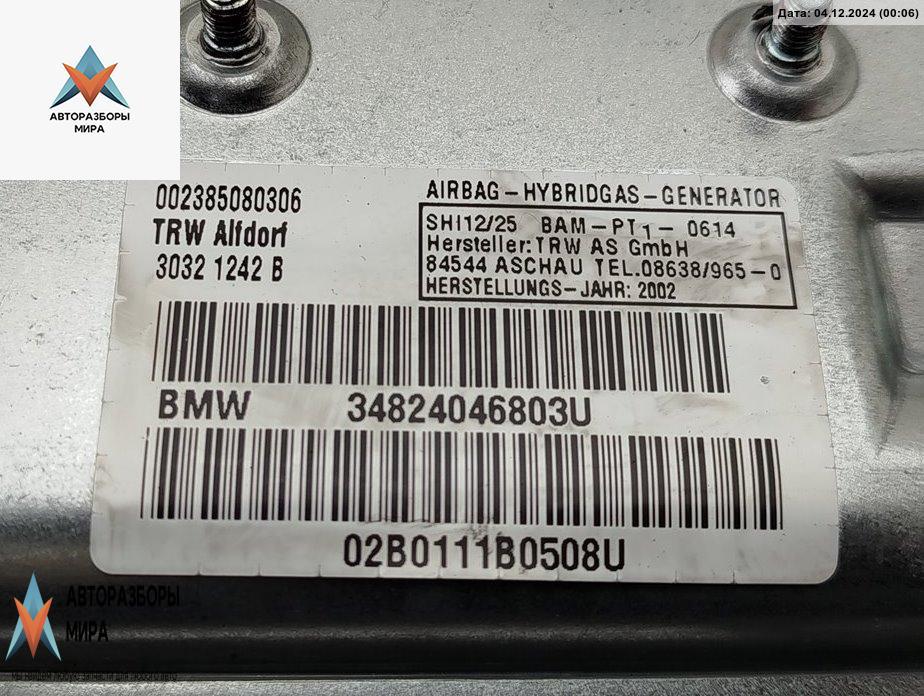 Дата: 04.12.2024 (00:06)
АВТОРАЗБОРЫ
МИРА
002385080306
TRW Alfdorf
3032 1242 B
AIRBAG-HYBRIDGAS-GENERATOR
SHI12/25 BAM-PT1-0614
Hersteller: TRW AS GmbH
84544 ASCHAU TEL.08638/965-0
HERSTELLUNGS-JAHR: 2002
BMW 34824046803U
02B0111B0508U
АВТОРАЗБОРЫ
МИРА